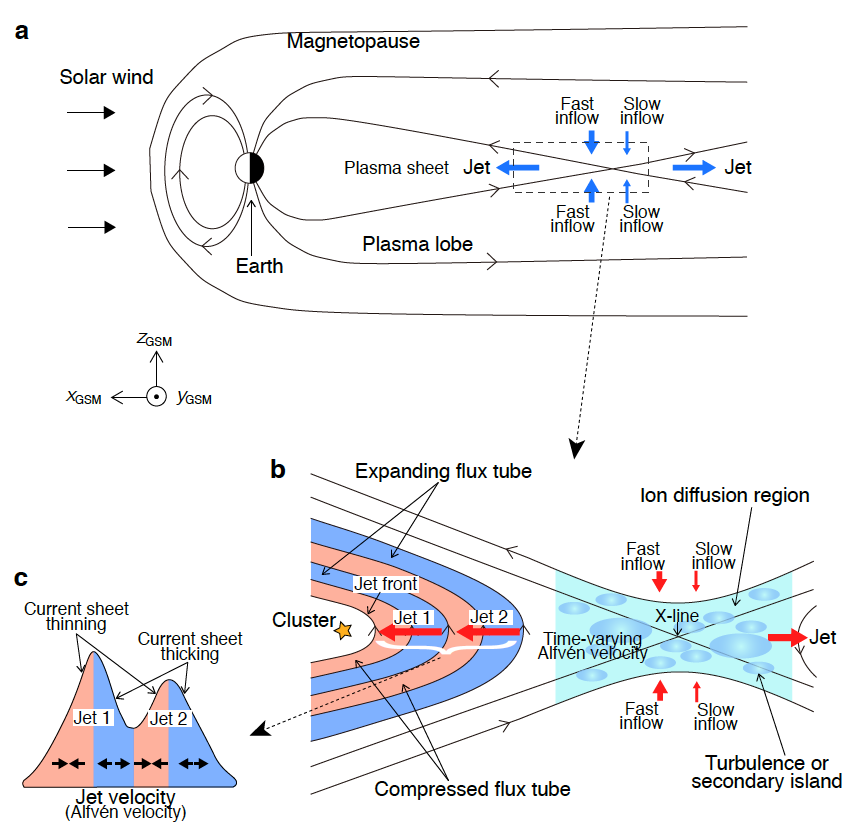 a
Magnetopause
Solar wind
Fast
inflow
Slow
inflow
Plasma sheet
Jet
Jet
Fast
inflow
Slow
inflow
Plasma lobe
Earth
zGSM
xGSM
yGSM
b
Expanding flux tube
Ion diffusion region
Fast
inflow
Slow
inflow
Jet front
Cluster
Jet 1
Jet 2
X-line
Time-varying
Alfvén velocity
Jet
Fast
inflow
Slow
inflow
Turbulence or
secondary island
Compressed flux tube
c
Current sheet
thinning
Current sheet
thicking
Jet 1
Jet 2
Jet velocity
(Alfvén velocity)